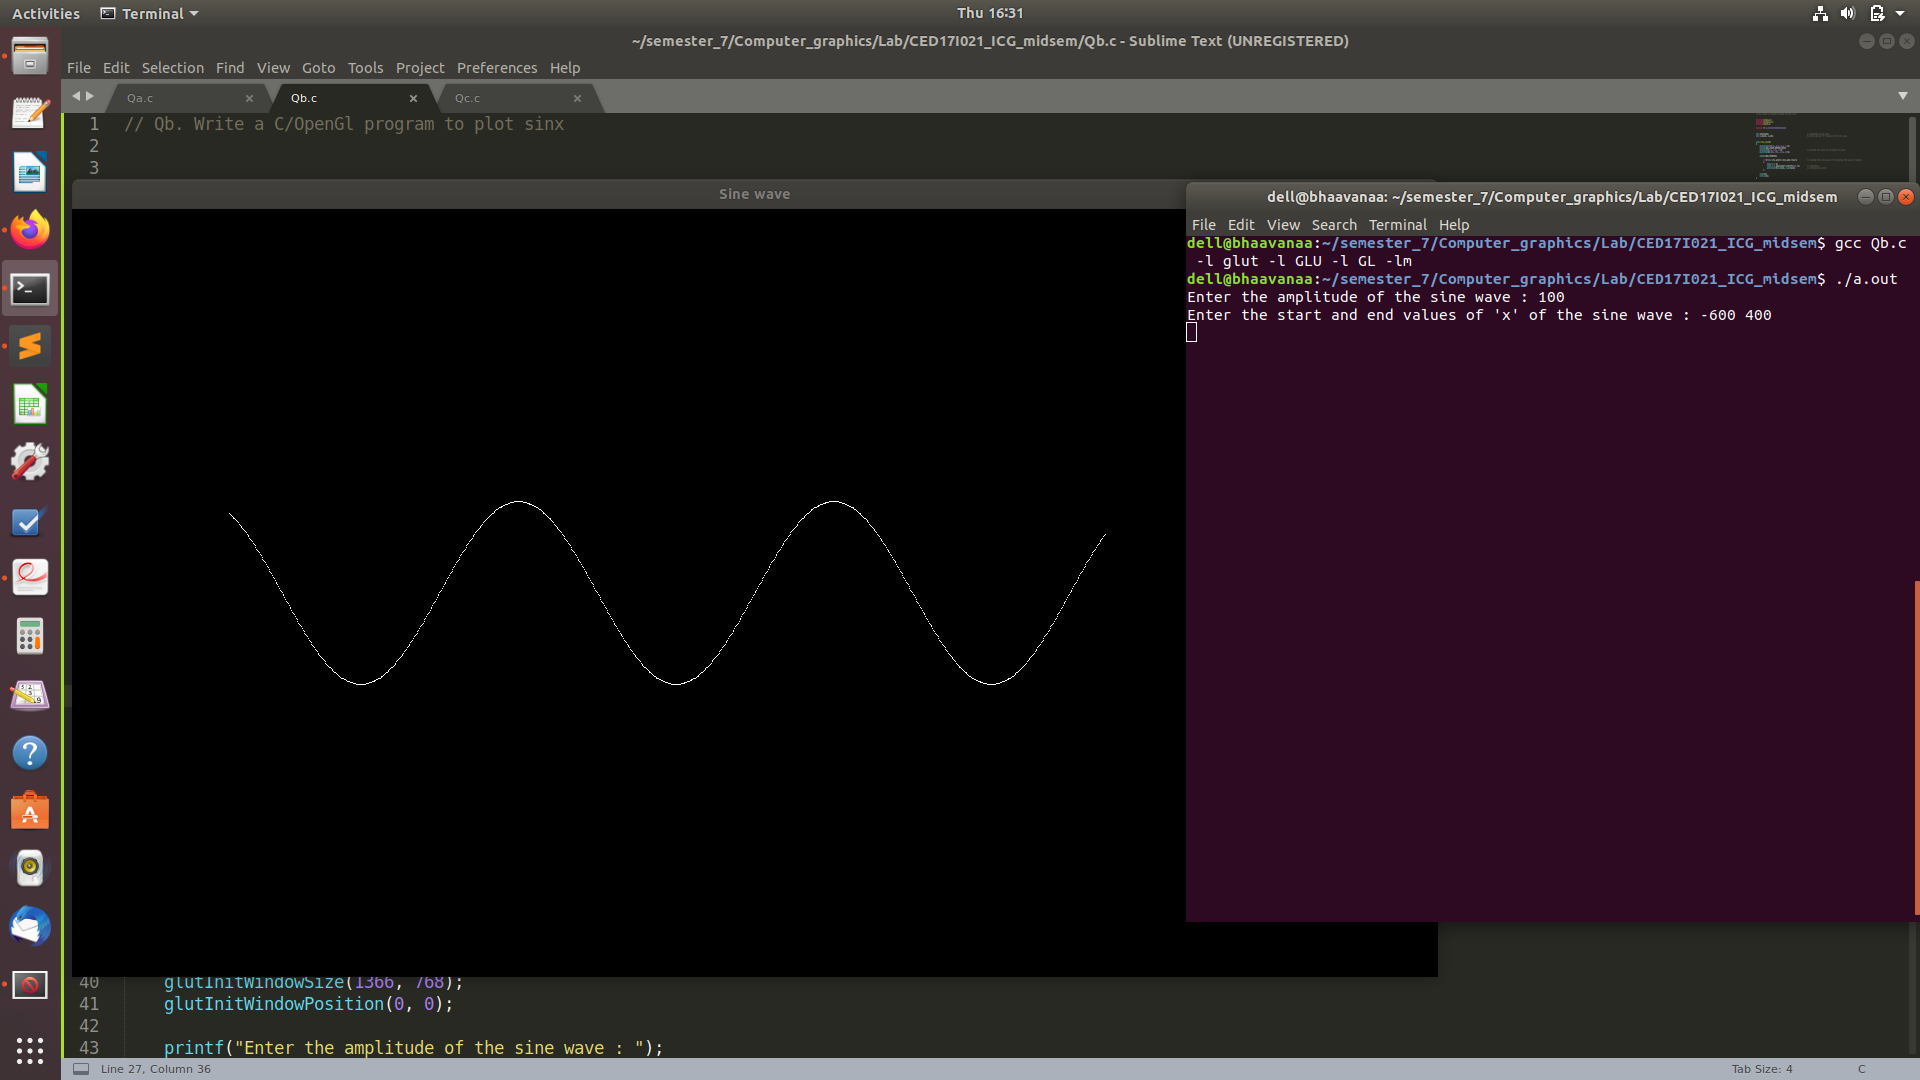 Activities Terminal Thu 16:31
~/semester_7/Computer_graphics/Lab/CED17I021_ICG_midsem/Qb.c - Sublime Text (UNREGISTERED)
File Edit Selection Find View Goto Tools Project Preferences Help
Qa.c × Qb.c × Qc.c ×
1 // Qb. Write a C/OpenGl program to plot sinx
2
3
Sine wave
dell@bhaavanaa: ~/semester_7/Computer_graphics/Lab/CED17I021_ICG_midsem
File Edit View Search Terminal Help
dell@bhaavanaa:~/semester_7/Computer_graphics/Lab/CED17I021_ICG_midsem$ gcc Qb.c
-l glut -l GLU -l GL -lm
dell@bhaavanaa:~/semester_7/Computer_graphics/Lab/CED17I021_ICG_midsem$ ./a.out
Enter the amplitude of the sine wave : 100
Enter the start and end values of 'x' of the sine wave : -600 400
40 glutInitWindowSize(1366, 768);
41 glutInitWindowPosition(0, 0);
42
43 printf("Enter the amplitude of the sine wave : ");
Line 27, Column 36 Tab Size: 4 C